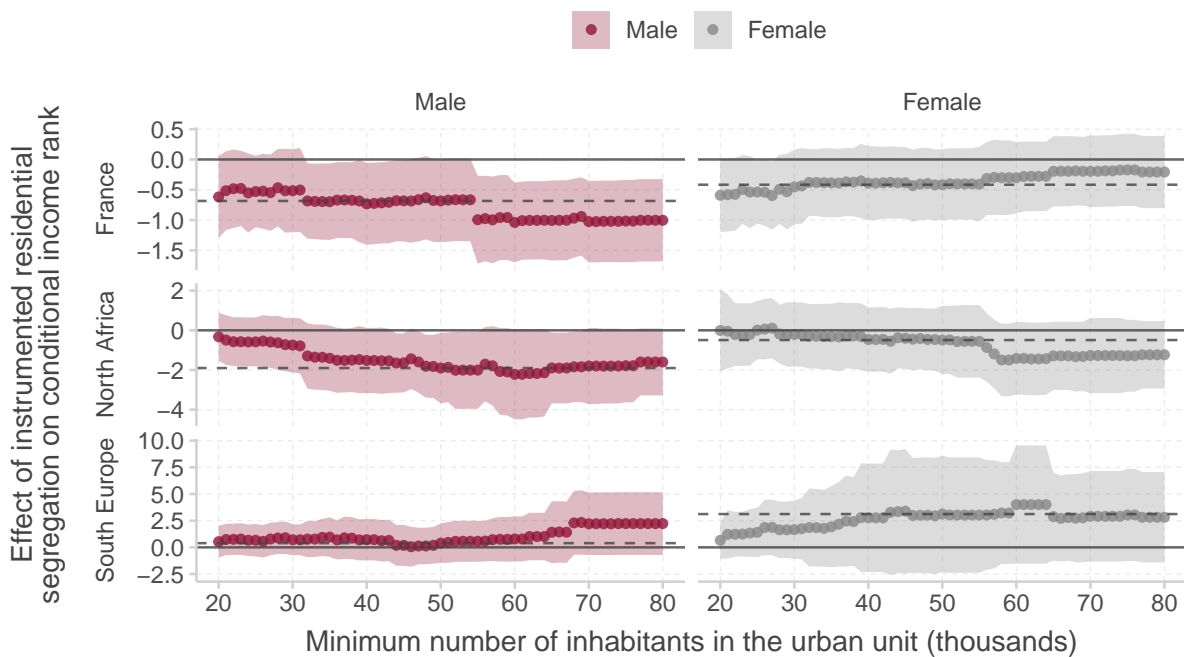 Male Female
Male Female
Effect of instrumented residential
segregation on conditional income rank
France
0.5
0.0
−0.5
−1.0
−1.5
North Africa
2
0
−2
−4
South Europe
10.0
7.5
5.0
2.5
0.0
−2.5
20 30 40 50 60 70 80 20 30 40 50 60 70 80
Minimum number of inhabitants in the urban unit (thousands)